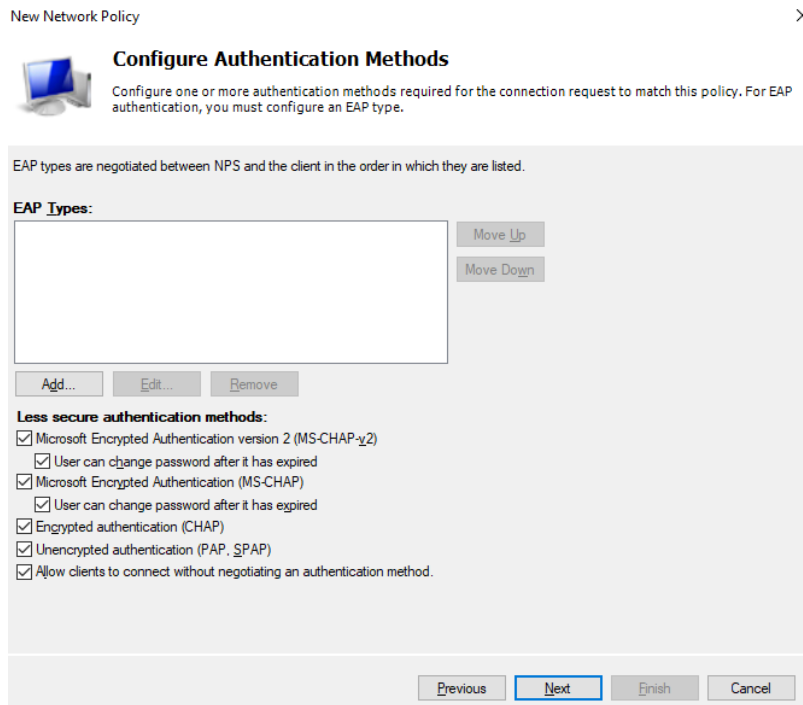 New Network Policy
Configure Authentication Methods
Configure one or more authentication methods required for the connection request to match this policy. For EAP
authentication, you must configure an EAP type.
EAP types are negotiated between NPS and the client in the order in which they are listed.
EAP Types:
Move Up
Move Down
Add... Edit... Remove
Less secure authentication methods:
Microsoft Encrypted Authentication version 2 (MS-CHAP-v2)
User can change password after it has expired
Microsoft Encrypted Authentication (MS-CHAP)
User can change password after it has expired
Encrypted authentication (CHAP)
Unencrypted authentication (PAP, SPAP)
Allow clients to connect without negotiating an authentication method.
Previous Next Finish Cancel